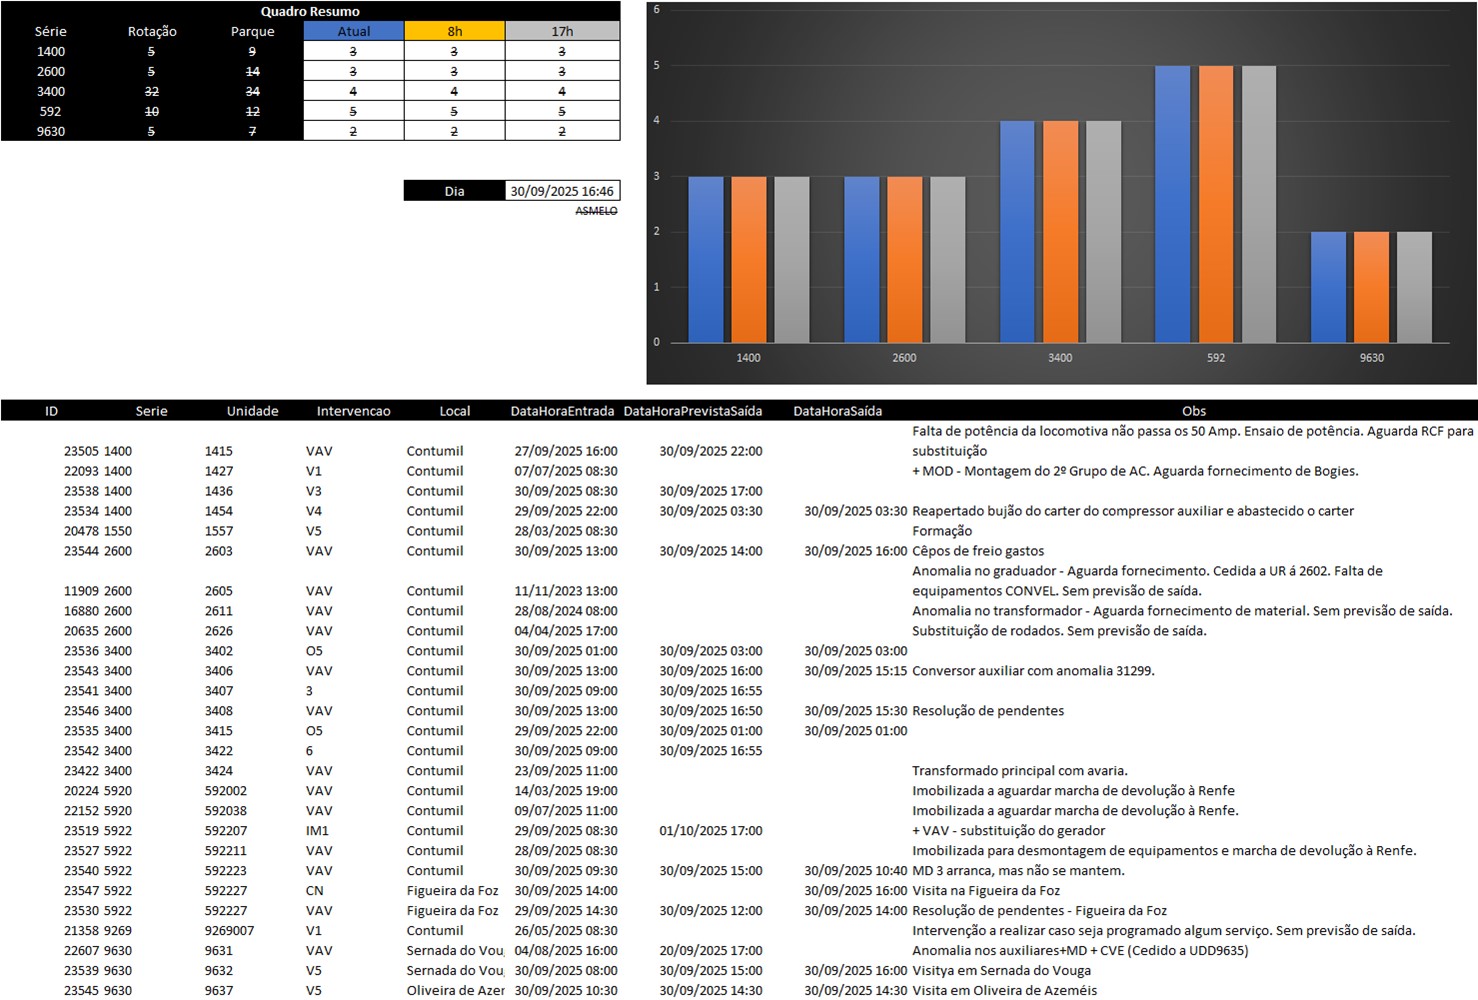 Quadro Resumo
Série Rotação Parque Atual 8h 17h
1400 5 9 3 3 3
2600 5 14 3 3 3
3400 32 34 4 4 4
592 10 12 5 5 5
9630 5 7 2 2 2
Dia 30/09/2025 16:46
ASMELO
6
5
4
3
2
1
0
1400 2600 3400 592 9630
ID Serie Unidade Intervencao Local DataHoraEntrada DataHoraPrevistaSaída DataHoraSaída Obs
Falta de potência da locomotiva não passa os 50 Amp. Ensaio de potência. Aguarda RCF para
23505 1400 1415 VAV Contumil 27/09/2025 16:00 30/09/2025 22:00 substituição
22093 1400 1427 V1 Contumil 07/07/2025 08:30 + MOD - Montagem do 2º Grupo de AC. Aguarda fornecimento de Bogies.
23538 1400 1436 V3 Contumil 30/09/2025 08:30 30/09/2025 17:00
23534 1400 1454 V4 Contumil 29/09/2025 22:00 30/09/2025 03:30 30/09/2025 03:30 Reapertado bujão do carter do compressor auxiliar e abastecido o carter
20478 1550 1557 V5 Contumil 28/03/2025 08:30 Formação
23544 2600 2603 VAV Contumil 30/09/2025 13:00 30/09/2025 14:00 30/09/2025 16:00 Cêpos de freio gastos
Anomalia no graduador - Aguarda fornecimento. Cedida a UR á 2602. Falta de
11909 2600 2605 VAV Contumil 11/11/2023 13:00 equipamentos CONVEL. Sem previsão de saída.
16880 2600 2611 VAV Contumil 28/08/2024 08:00 Anomalia no transformador - Aguarda fornecimento de material. Sem previsão de saída.
20635 2600 2626 VAV Contumil 04/04/2025 17:00 Substituição de rodados. Sem previsão de saída.
23536 3400 3402 O5 Contumil 30/09/2025 01:00 30/09/2025 03:00 30/09/2025 03:00
23543 3400 3406 VAV Contumil 30/09/2025 13:00 30/09/2025 16:00 30/09/2025 15:15 Conversor auxiliar com anomalia 31299.
23541 3400 3407 3 Contumil 30/09/2025 09:00 30/09/2025 16:55
23546 3400 3408 VAV Contumil 30/09/2025 13:00 30/09/2025 16:50 30/09/2025 15:30 Resolução de pendentes
23535 3400 3415 O5 Contumil 29/09/2025 22:00 30/09/2025 01:00 30/09/2025 01:00
23542 3400 3422 6 Contumil 30/09/2025 09:00 30/09/2025 16:55
23422 3400 3424 VAV Contumil 23/09/2025 11:00 Transformado principal com avaria.
20224 5920 592002 VAV Contumil 14/03/2025 19:00 Imobilizada a aguardar marcha de devolução à Renfe
22152 5920 592038 VAV Contumil 09/07/2025 11:00 Imobilizada a aguardar marcha de devolução à Renfe.
23519 5922 592207 IM1 Contumil 29/09/2025 08:30 01/10/2025 17:00 + VAV - substituição do gerador
23527 5922 592211 VAV Contumil 28/09/2025 08:30 Imobilizada para desmontagem de equipamentos e marcha de devolução à Renfe.
23540 5922 592223 VAV Contumil 30/09/2025 09:30 30/09/2025 15:00 30/09/2025 10:40 MD 3 arranca, mas não se mantem.
23547 5922 592227 CN Figueira da Foz 30/09/2025 14:00 30/09/2025 16:00 Visita na Figueira da Foz
23530 5922 592227 VAV Figueira da Foz 29/09/2025 14:30 30/09/2025 12:00 30/09/2025 14:00 Resolução de pendentes - Figueira da Foz
21358 9269 9269007 V1 Contumil 26/05/2025 08:30 Intervenção a realizar caso seja programado algum serviço. Sem previsão de saída.
22607 9630 9631 VAV Sernada do Vou 04/08/2025 16:00 20/09/2025 17:00 Anomalia nos auxiliares+MD + CVE (Cedido a UDD9635)
23539 9630 9632 V5 Sernada do Vou 30/09/2025 08:00 30/09/2025 15:00 30/09/2025 16:00 Visitya em Sernada do Vouga
23545 9630 9637 V5 Oliveira de Azer 30/09/2025 10:30 30/09/2025 14:30 30/09/2025 14:30 Visita em Oliveira de Azeméis